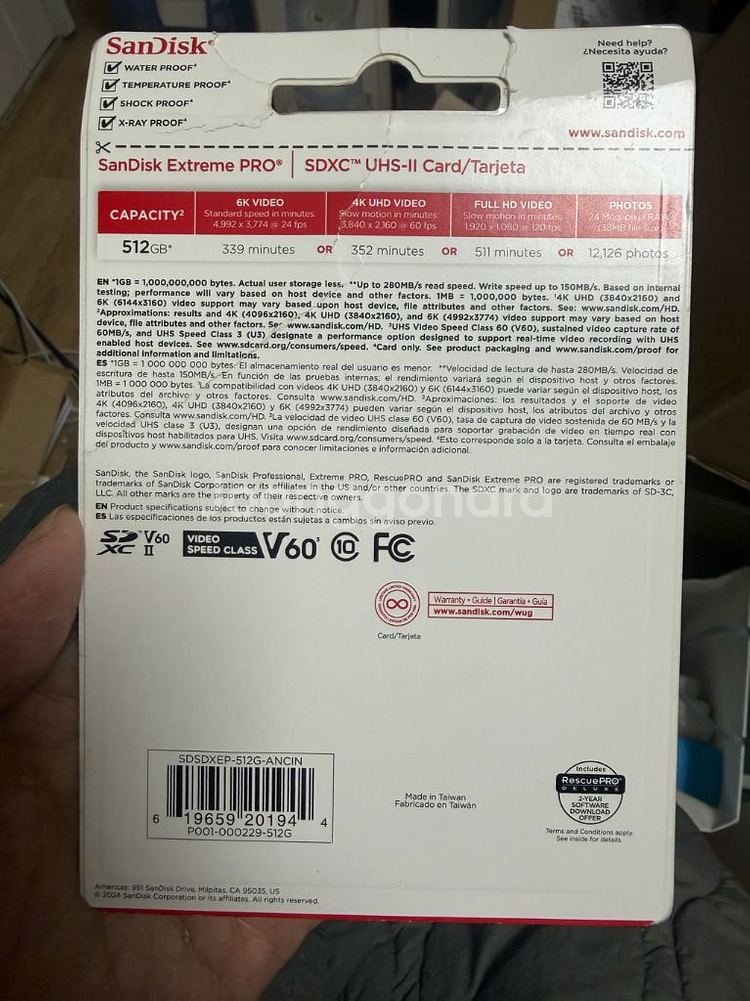 SanDisk®
WATER PROOF⁴
TEMPERATURE PROOF⁴
SHOCK PROOF⁴
X-RAY PROOF⁴
Need help?
¿Necesita ayuda?
www.sandisk.com
SanDisk Extreme PRO® | SDXC™ UHS-II Card/Tarjeta
CAPACITY² 6K VIDEO Standard speed in minutes: 4,992 x 3,774 @ 24 fps 4K UHD VIDEO Slow motion in minutes: 3,840 x 2,160 @ 60 fps FULL HD VIDEO Slow motion in minutes: 1,920 x 1,080 @ 120 fps PHOTOS 24 Megapixel RAW (38MB file size)
512GB* 339 minutes OR 352 minutes OR 511 minutes OR 12,126 photos
EN *1GB = 1,000,000,000 bytes. Actual user storage less. **Up to 280MB/s read speed. Write speed up to 150MB/s. Based on internal
testing; performance will vary based on host device and other factors. 1MB = 1,000,000 bytes. ¹4K UHD (3840x2160) and
6K (6144x3160) video support may vary based upon host device, file attributes and other factors. See: www.sandisk.com/HD.
²Approximations: results and 4K (4096x2160), 4K UHD (3840x2160), and 6K (4992x3774) video support may vary based on host
device, file attributes and other factors. See www.sandisk.com/HD. ³UHS Video Speed Class 60 (V60), sustained video capture rate of
60MB/s, and UHS Speed Class 3 (U3) designate a performance option designed to support real-time video recording with UHS
enabled host devices. See www.sdcard.org/consumers/speed. ⁴Card only. See product packaging and www.sandisk.com/proof for
additional information and limitations.
ES *1GB = 1 000 000 000 bytes. El almacenamiento real del usuario es menor. **Velocidad de lectura de hasta 280MB/s. Velocidad de
escritura de hasta 150MB/s. En función de las pruebas internas; el rendimiento variará según el dispositivo host y otros factores.
1MB = 1 000 000 bytes. ¹La compatibilidad con videos 4K UHD (3840x2160) y 6K (6144x3160) puede variar según el dispositivo host, los
atributos del archivo y otros factores. Consulta www.sandisk.com/HD. ²Aproximaciones: los resultados y el soporte de video
4K (4096x2160), 4K UHD (3840x2160) y 6K (4992x3774) pueden variar según el dispositivo host, los atributos del archivo y otros
factores. Consulta www.sandisk.com/HD. ³La velocidad de video UHS clase 60 (V60), tasa de captura de video sostenida de 60 MB/s y la
velocidad UHS clase 3 (U3), designan una opción de rendimiento diseñada para soportar grabación de video en tiempo real con
dispositivos host habilitados para UHS. Visita www.sdcard.org/consumers/speed. ⁴Esto corresponde solo a la tarjeta. Consulta el embalaje
del producto y www.sandisk.com/proof para conocer limitaciones e información adicional.
SanDisk, the SanDisk logo, SanDisk Professional, Extreme PRO, RescuePRO and SanDisk Extreme PRO are registered trademarks or
trademarks of SanDisk Corporation or its affiliates in the US and/or other countries. The SDXC mark and logo are trademarks of SD-3C,
LLC. All other marks are the property of their respective owners.
EN Product specifications subject to change without notice.
ES Las especificaciones de los productos están sujetas a cambios sin aviso previo.
SD XC™ V60 II VIDEO SPEED CLASS V60³ 10 FC
Warranty • Guide | Garantía • Guía
www.sandisk.com/wug
Card/Tarjeta
SDSDXEP-512G-ANCIN
6 19659 20194 4
P001-000229-512G
Made in Taiwan
Fabricado en Taiwán
Includes
RescuePRO®
DELUXE
2-YEAR
SOFTWARE
DOWNLOAD
OFFER
Terms and Conditions apply.
See inside for details.
Americas: 951 SanDisk Drive, Milpitas, CA 95035, US
© 2024 SanDisk Corporation or its affiliates. All rights reserved.